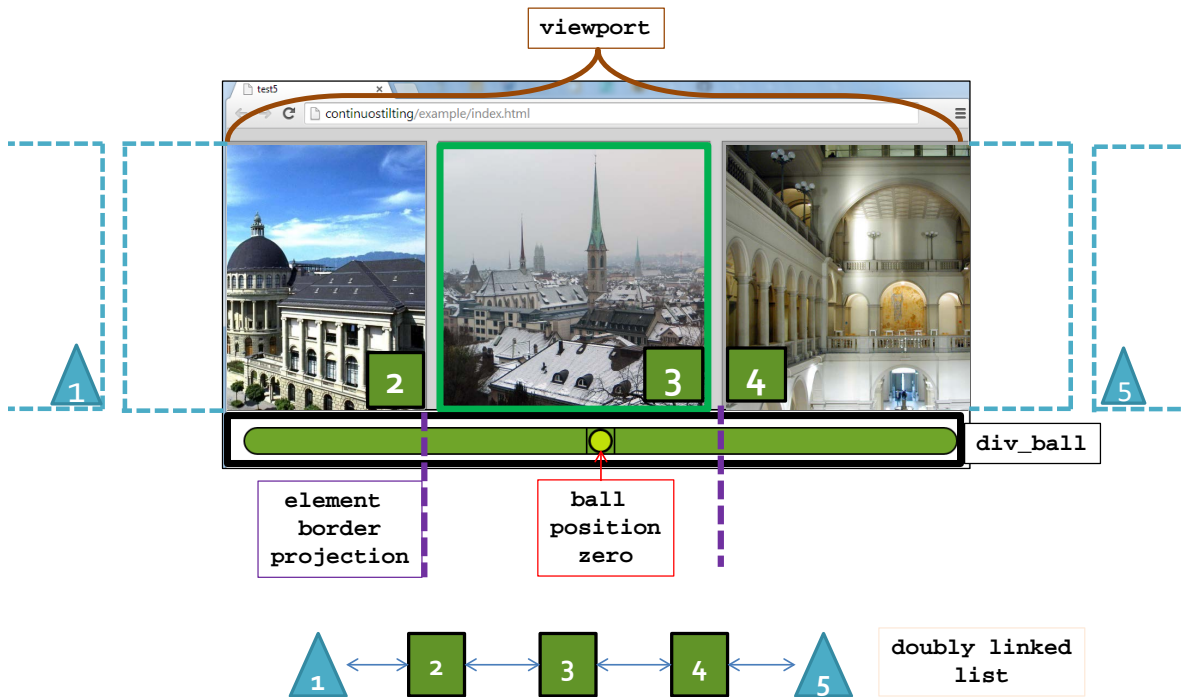 viewport
test5 x
continuostilting/example/index.html
1
2
3
4
5
div_ball
element
border
projection
ball
position
zero
1
2
3
4
5
doubly linked
list